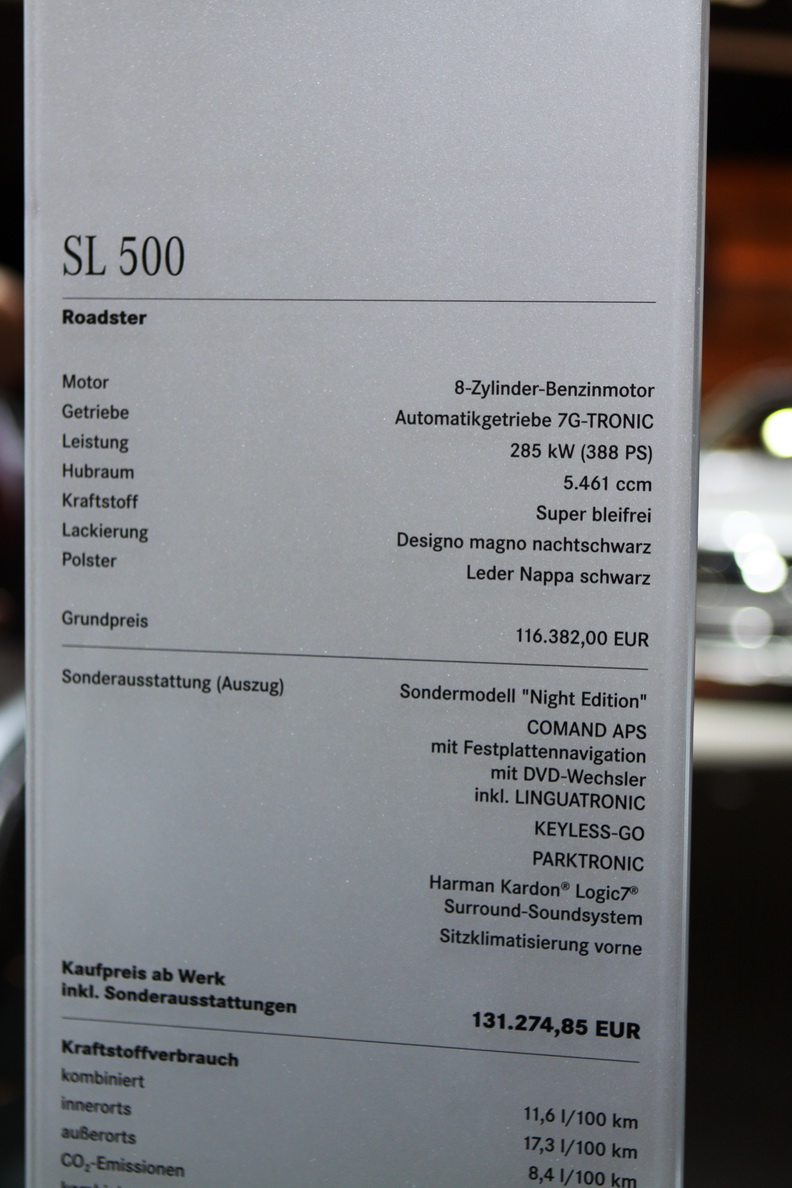 SL 500
Roadster
Motor 8-Zylinder-Benzinmotor
Getriebe Automatikgetriebe 7G-TRONIC
Leistung 285 kW (388 PS)
Hubraum 5.461 ccm
Kraftstoff Super bleifrei
Lackierung Designo magno nachtschwarz
Polster Leder Nappa schwarz
Grundpreis 116.382,00 EUR
Sonderausstattung (Auszug) Sondermodell "Night Edition"
COMAND APS
mit Festplattennavigation
mit DVD-Wechsler
inkl. LINGUATRONIC
KEYLESS-GO
PARKTRONIC
Harman Kardon® Logic7®
Surround-Soundsystem
Sitzklimatisierung vorne
Kaufpreis ab Werk
inkl. Sonderausstattungen 131.274,85 EUR
Kraftstoffverbrauch
kombiniert 11,6 l/100 km
innerorts 17,3 l/100 km
außerorts 8,4 l/100 km
CO₂-Emissionen